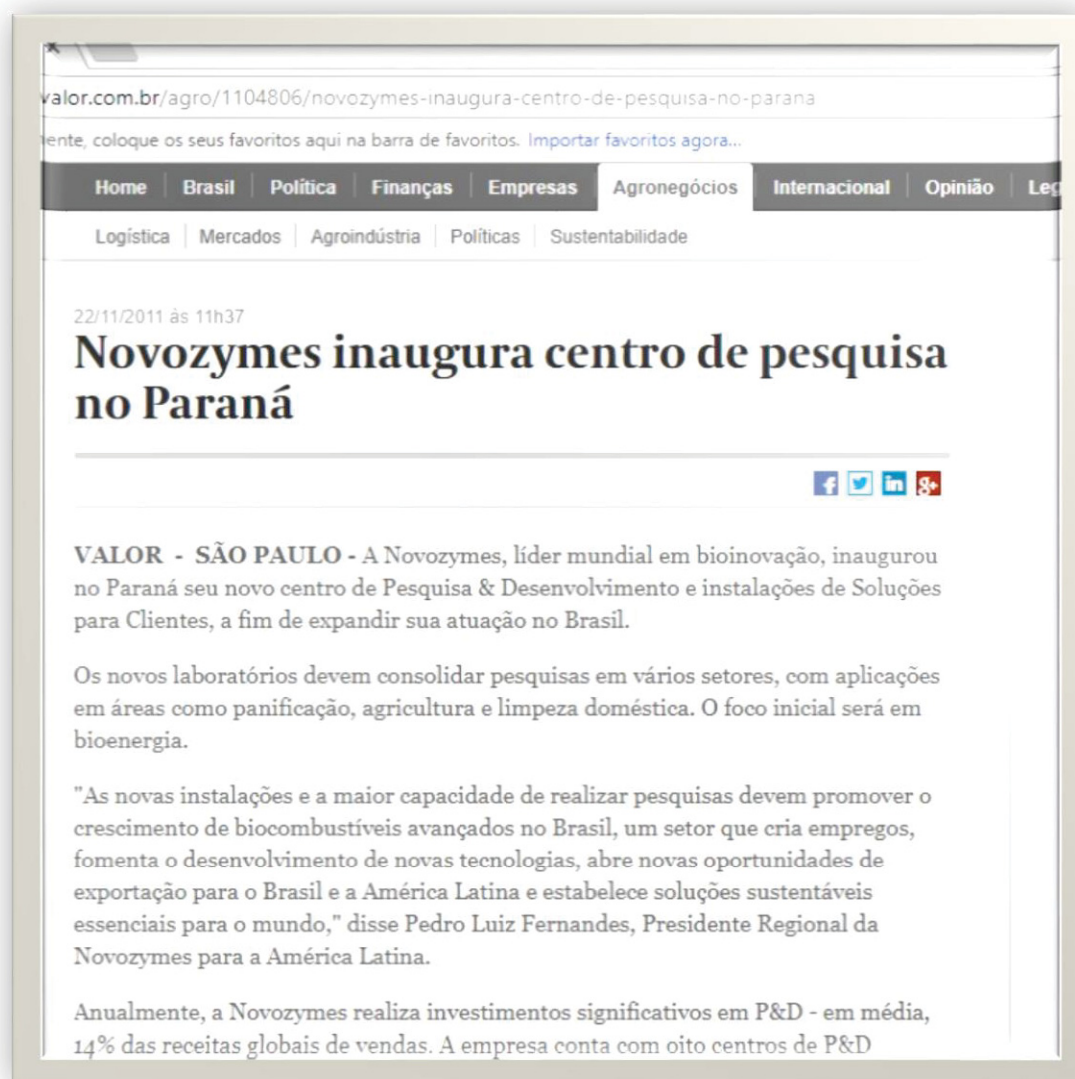 valor.com.br/agro/1104806/novozymes-inaugura-centro-de-pesquisa-no-parana
coloque os seus favoritos aqui na barra de favoritos. Importar favoritos agora...
Home Brasil Política Finanças Empresas Agronegócios Internacional Opinião
Logística Mercados Agroindústria Políticas Sustentabilidade
22/11/2011 às 11h37
Novozymes inaugura centro de pesquisa
no Paraná
f in g+
VALOR - SÃO PAULO - A Novozymes, líder mundial em bioinovação, inaugurou
no Paraná seu novo centro de Pesquisa & Desenvolvimento e instalações de Soluções
para Clientes, a fim de expandir sua atuação no Brasil.
Os novos laboratórios devem consolidar pesquisas em vários setores, com aplicações
em áreas como panificação, agricultura e limpeza doméstica. O foco inicial será em
bioenergia.
"As novas instalações e a maior capacidade de realizar pesquisas devem promover o
crescimento de biocombustíveis avançados no Brasil, um setor que cria empregos,
fomenta o desenvolvimento de novas tecnologias, abre novas oportunidades de
exportação para o Brasil e a América Latina e estabelece soluções sustentáveis
essenciais para o mundo," disse Pedro Luiz Fernandes, Presidente Regional da
Novozymes para a América Latina.
Anualmente, a Novozymes realiza investimentos significativos em P&D - em média,
14% das receitas globais de vendas. A empresa conta com oito centros de P&D